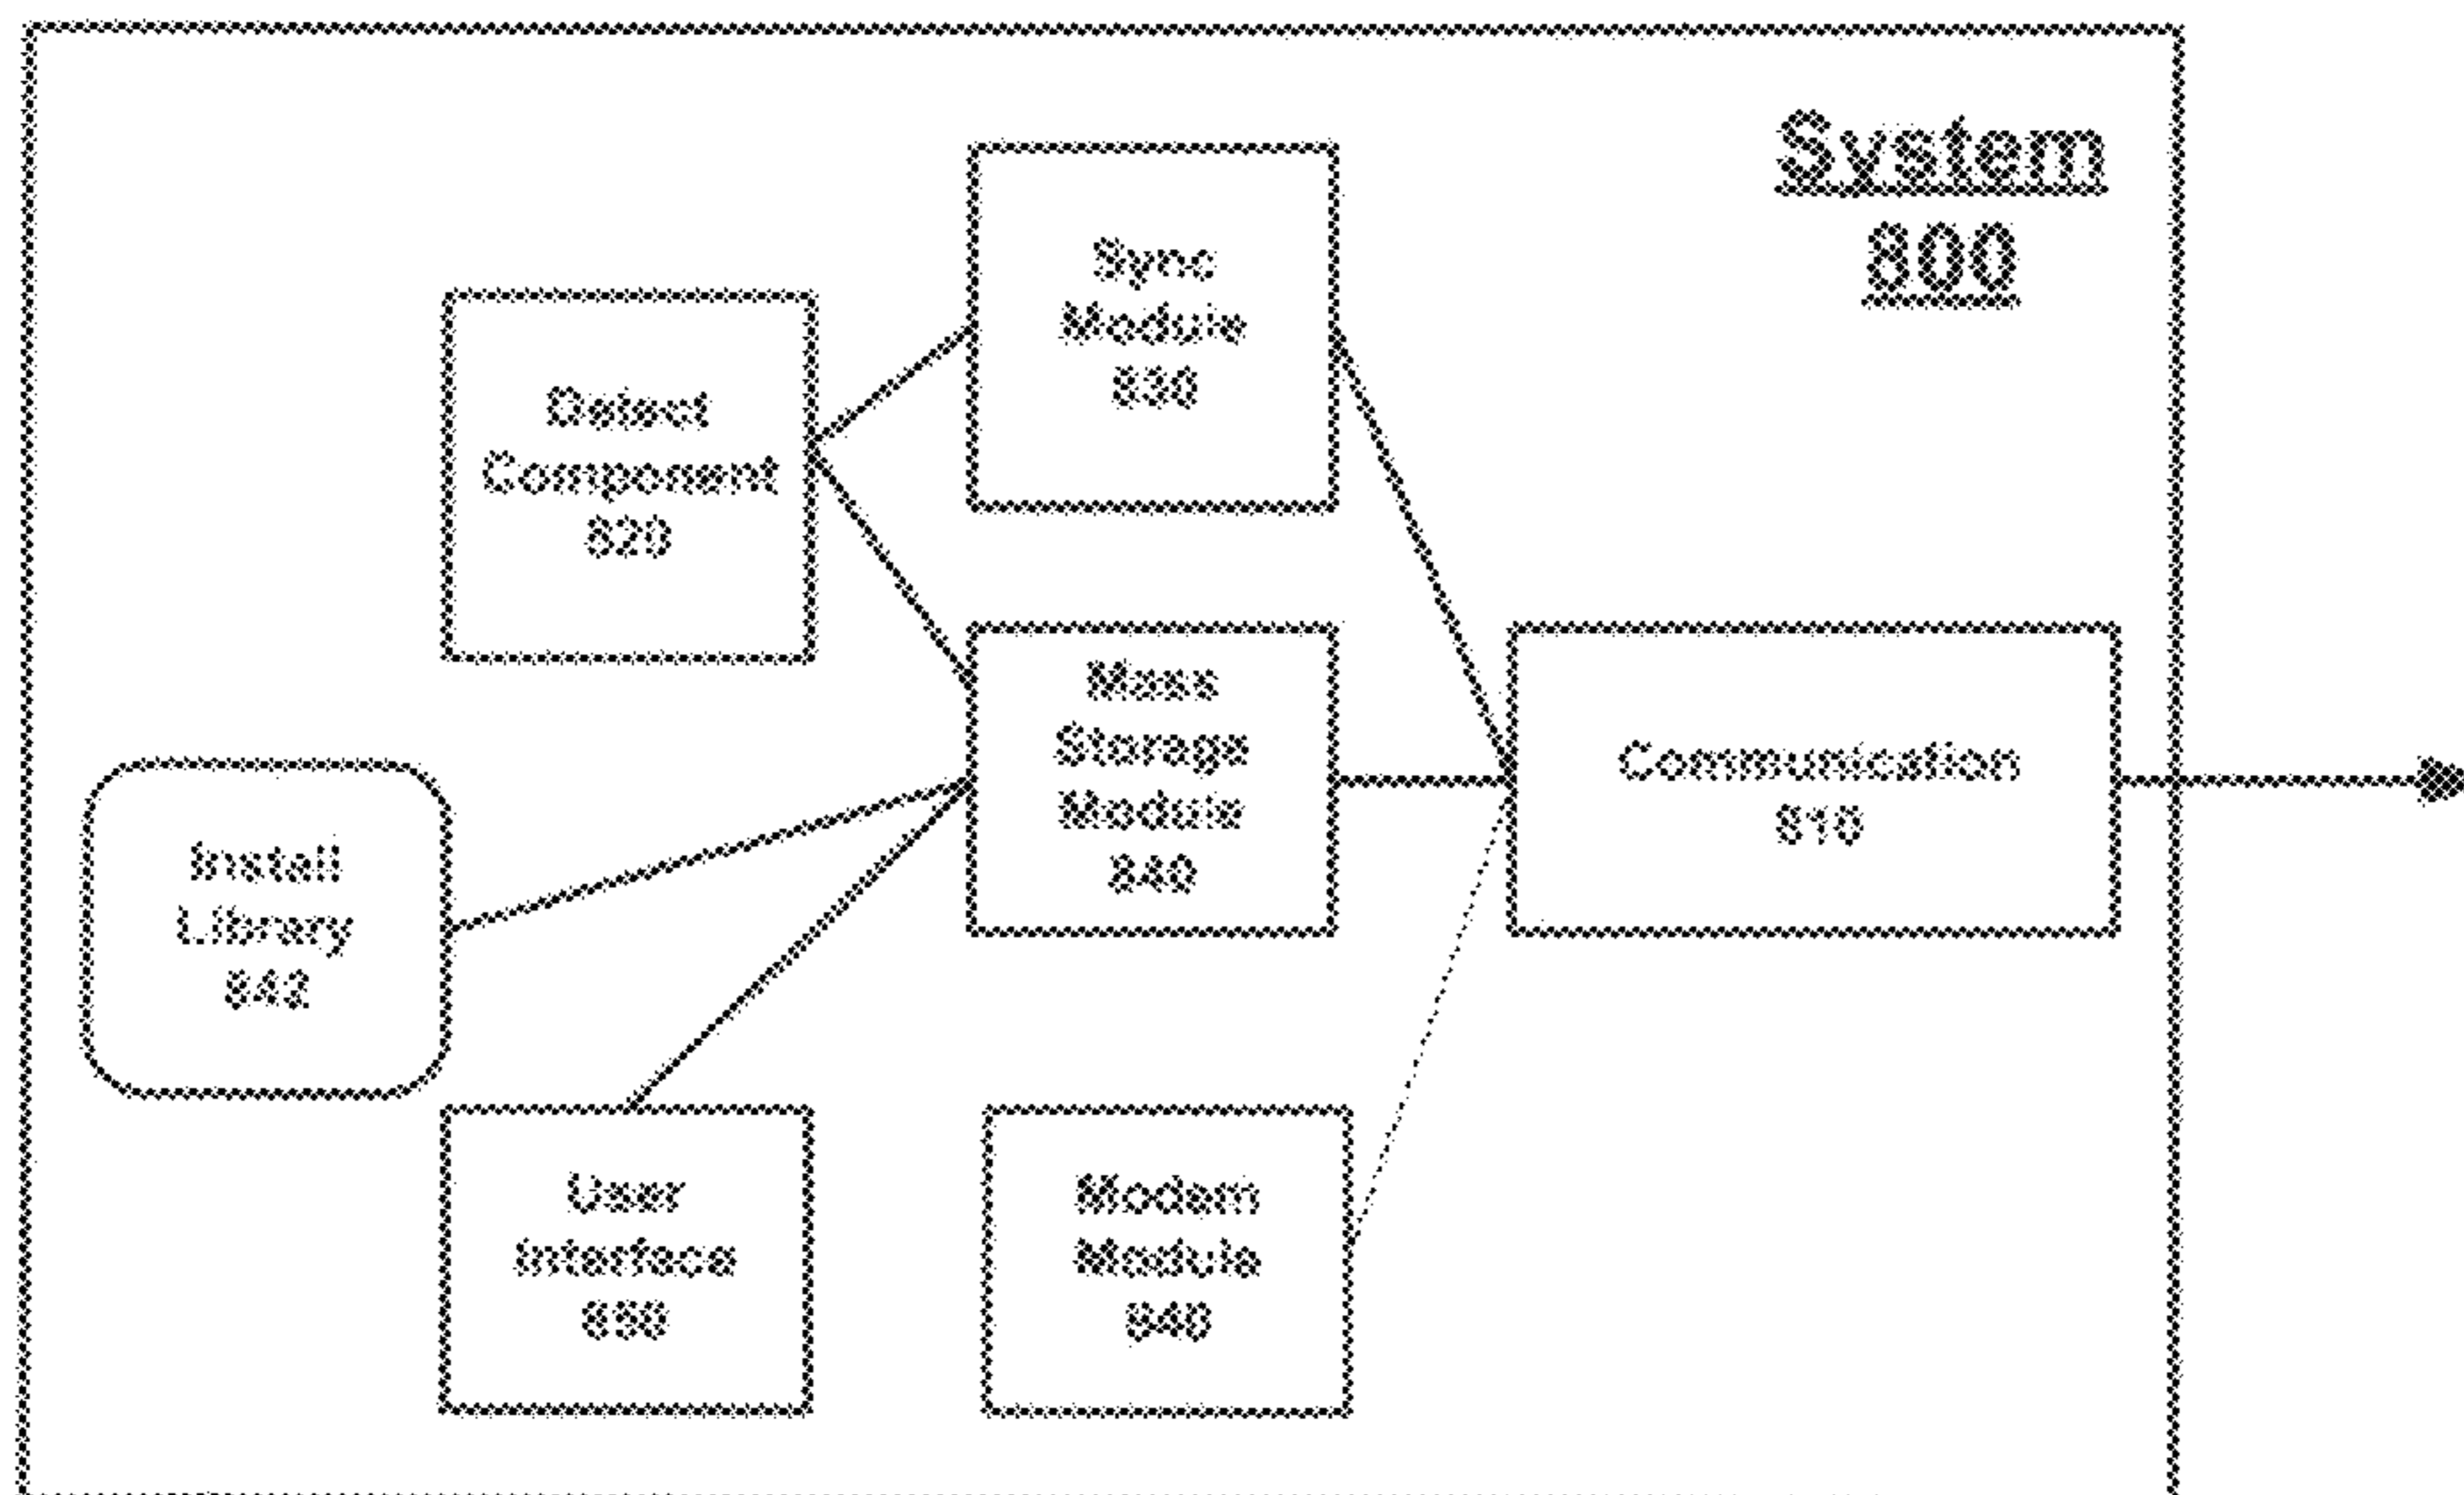 System
800
Sync
Module
830
Detect
Component
820
Mass
Storage
Module
840
Communication
810
Install
Library
842
User
Interface
Modem
Module